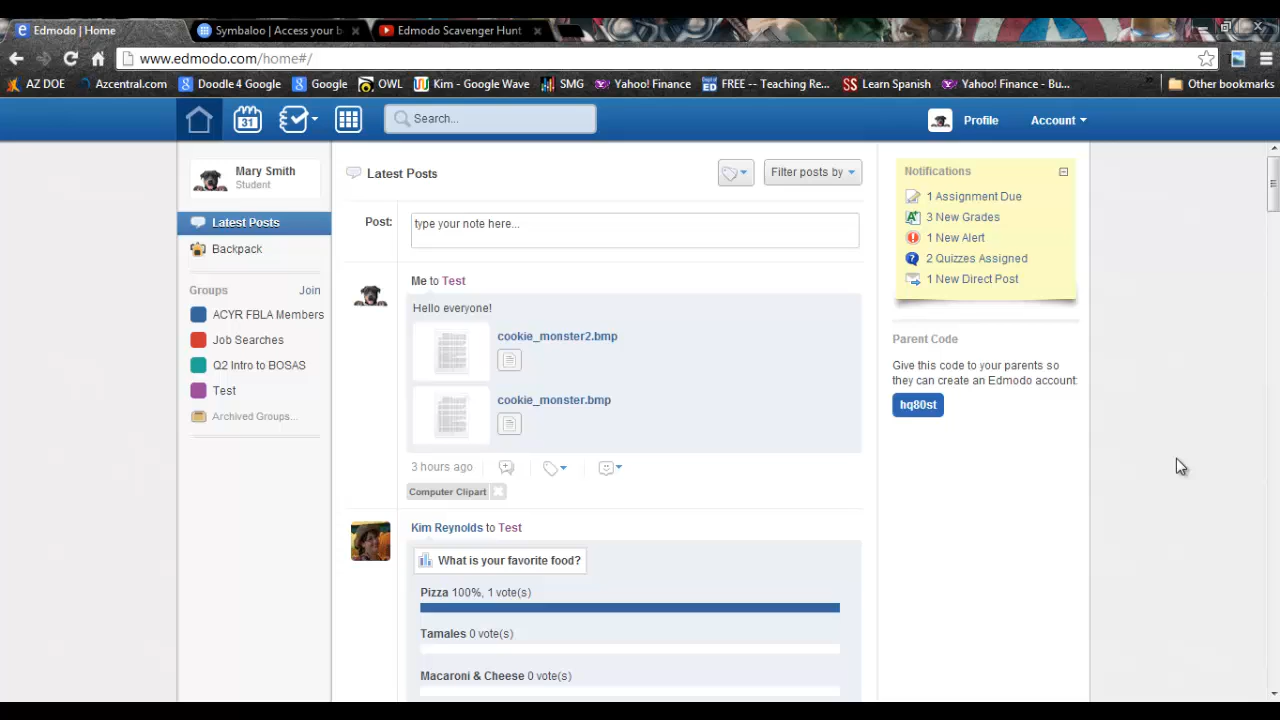 Edmodo | Home
Symbaloo | Access your b
Edmodo Scavenger Hunt
www.edmodo.com/home#/
AZ DOE
Azcentral.com
Doodle 4 Google
Google
OWL
Kim - Google Wave
SMG
Yahoo! Finance
FREE -- Teaching Re...
Learn Spanish
Yahoo! Finance - Bu...
Other bookmarks
31
Search...
Profile
Account
Mary Smith
Student
Latest Posts
Backpack
Groups
Join
ACYR FBLA Members
Job Searches
Q2 Intro to BOSAS
Test
Archived Groups...
Latest Posts
Filter posts by
Post:
type your note here...
Me to Test
Hello everyone!
cookie_monster2.bmp
cookie_monster.bmp
3 hours ago
Computer Clipart
Kim Reynolds to Test
What is your favorite food?
Pizza 100%, 1 vote(s)
Tamales 0 vote(s)
Macaroni & Cheese 0 vote(s)
Notifications
1 Assignment Due
3 New Grades
1 New Alert
2 Quizzes Assigned
1 New Direct Post
Parent Code
Give this code to your parents so
they can create an Edmodo account:
hq80st